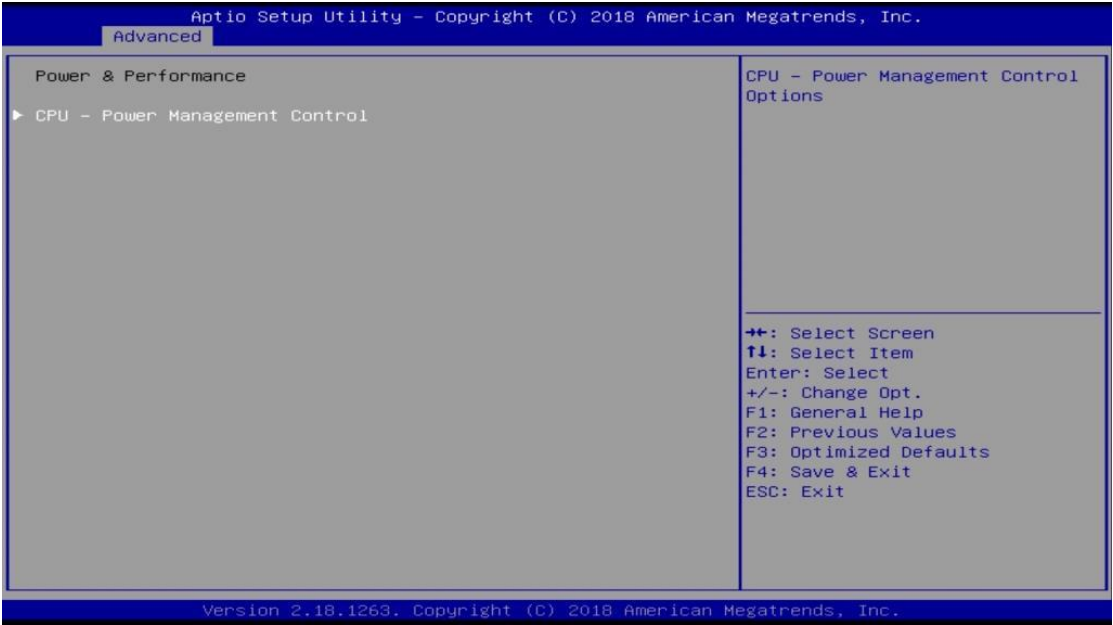 Aptio Setup Utility – Copyright (C) 2018 American Megatrends, Inc.
Advanced
Power & Performance
▶ CPU – Power Management Control
CPU – Power Management Control
Options
→←: Select Screen
↑↓: Select Item
Enter: Select
+/-: Change Opt.
F1: General Help
F2: Previous Values
F3: Optimized Defaults
F4: Save & Exit
ESC: Exit
Version 2.18.1263. Copyright (C) 2018 American Megatrends, Inc.